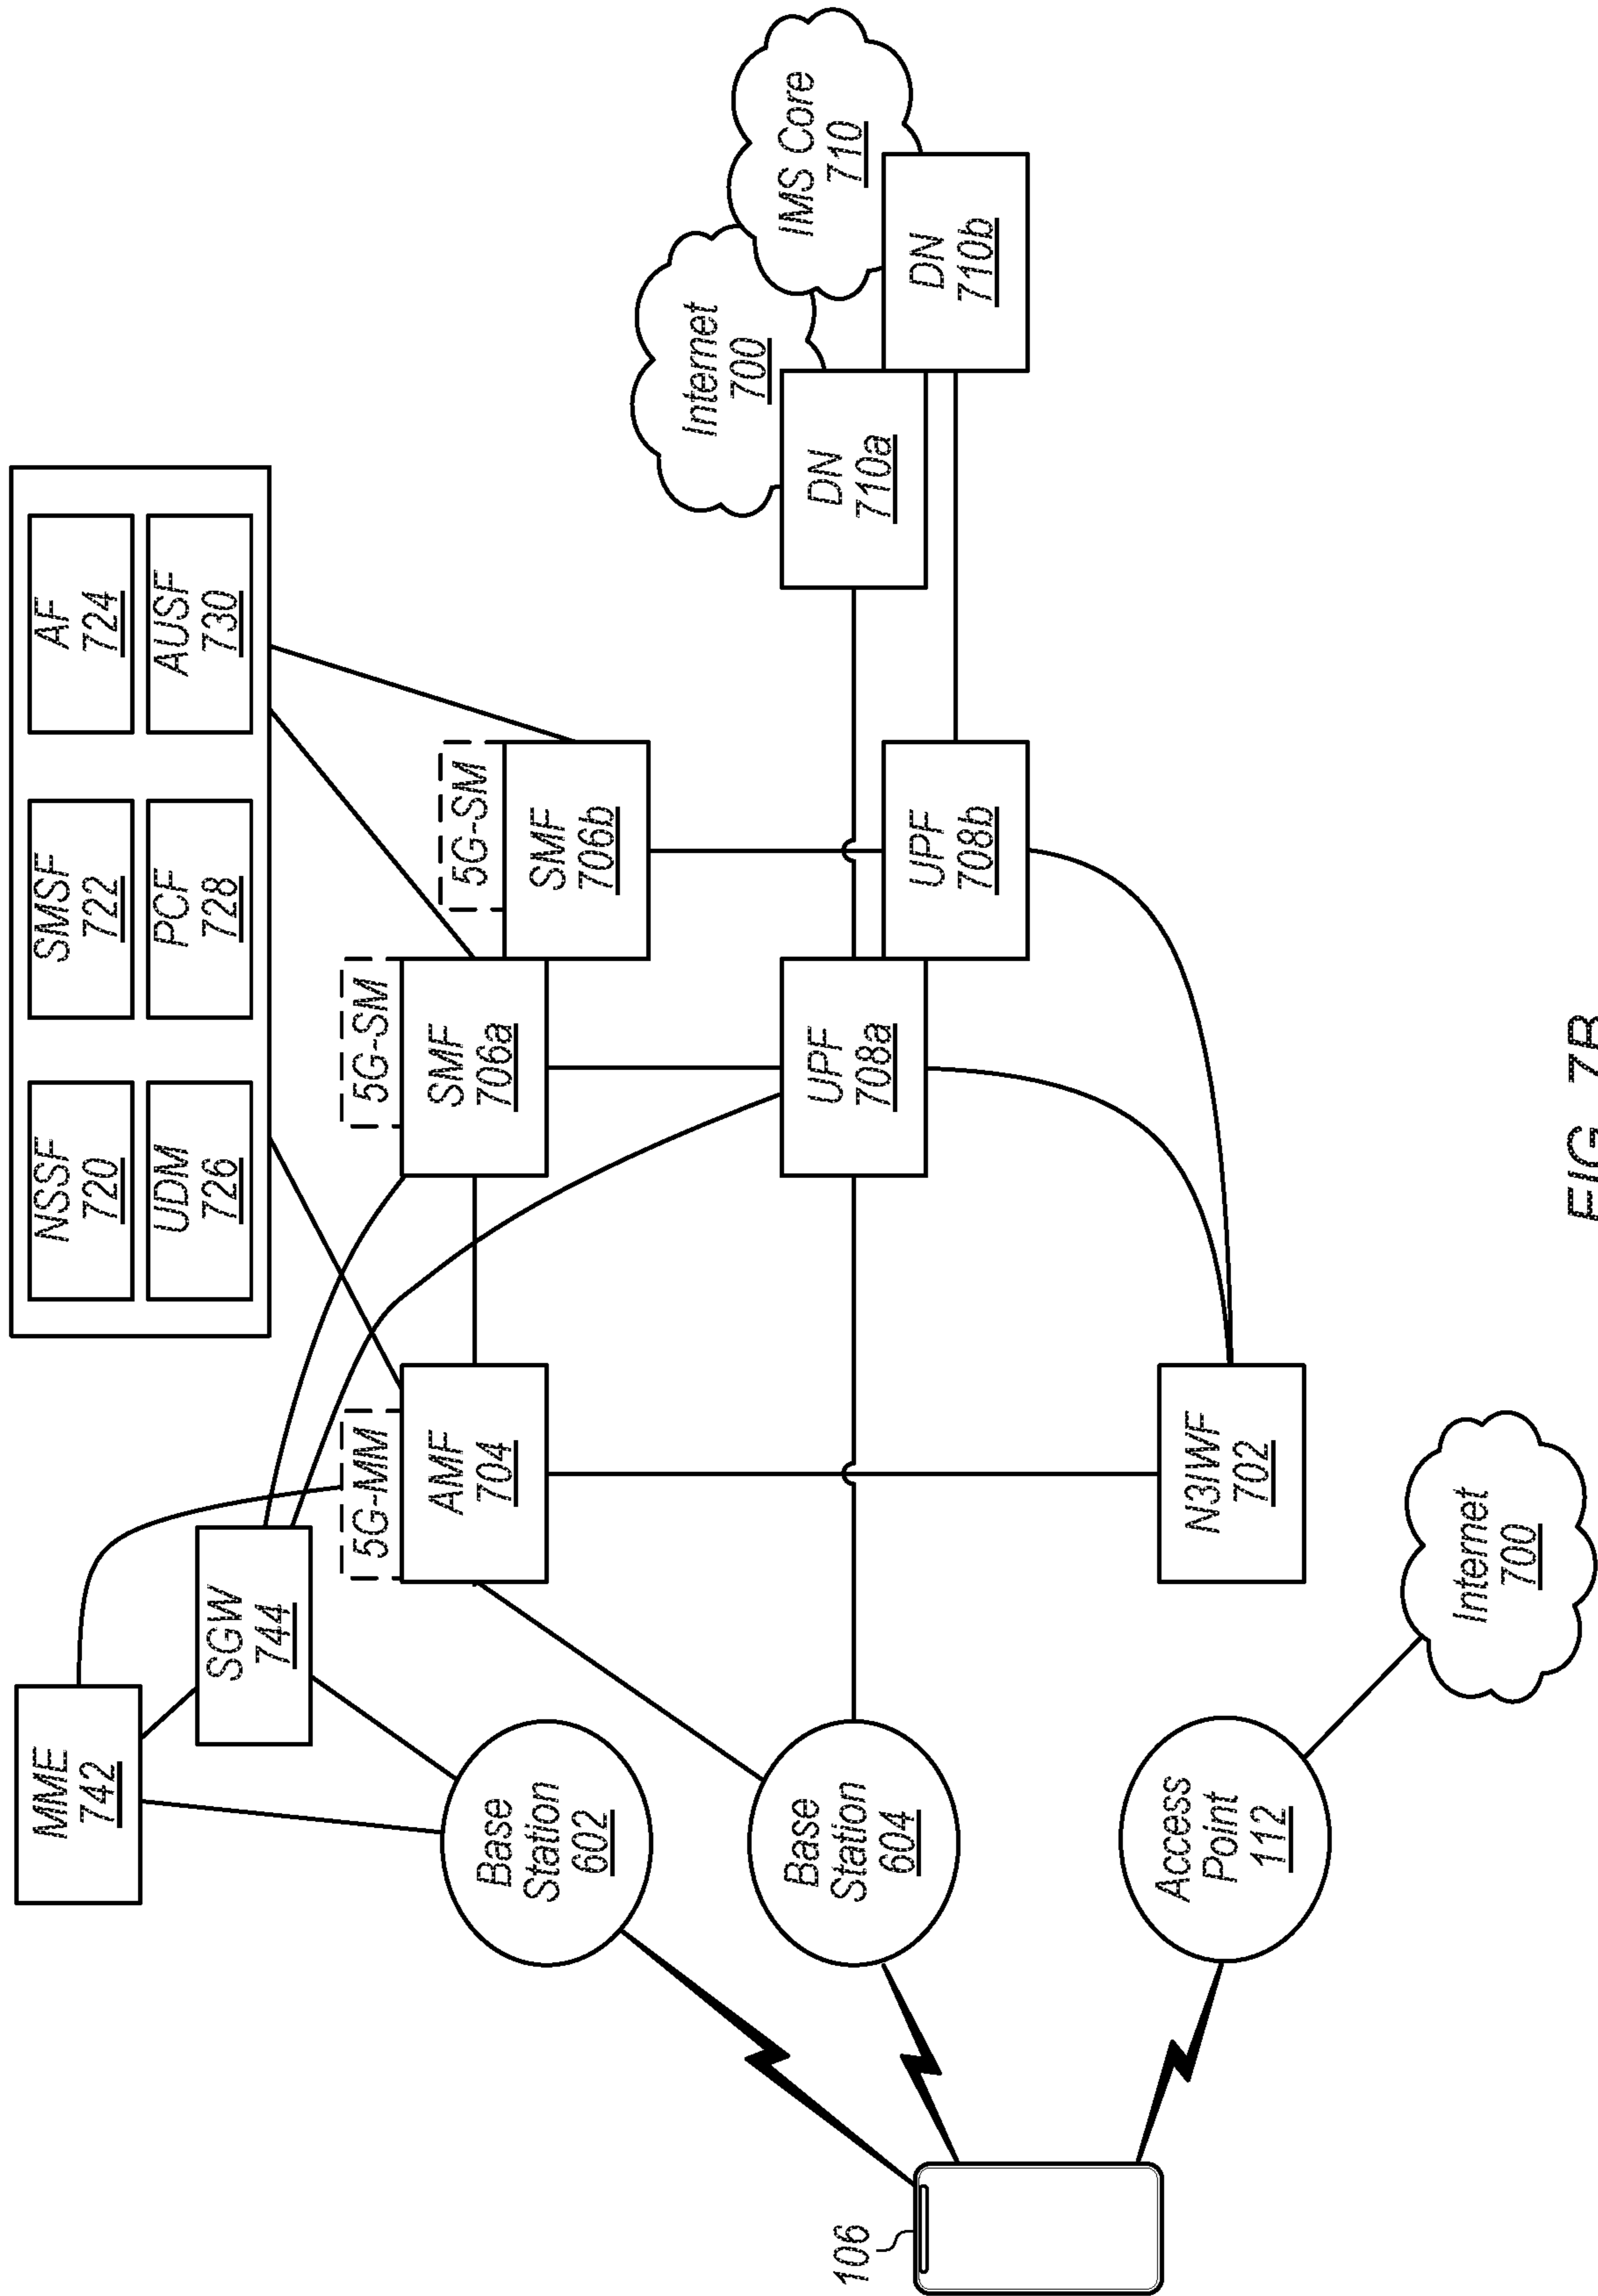 NSSF
720
SMSF
722
AF
724
UDM
726
PCF
728
AUSF
730
MME
742
SGW
744
5G-MM
AMF
704
5G-SM
SMF
706a
5G-SM
SMF
706b
Base
Station
602
Base
Station
604
Access
Point
112
106
UPF
708a
UPF
708b
DN
710a
DN
710b
Internet
700
IMS Core
710
N3IWF
702
Internet
700
FIG. 7B